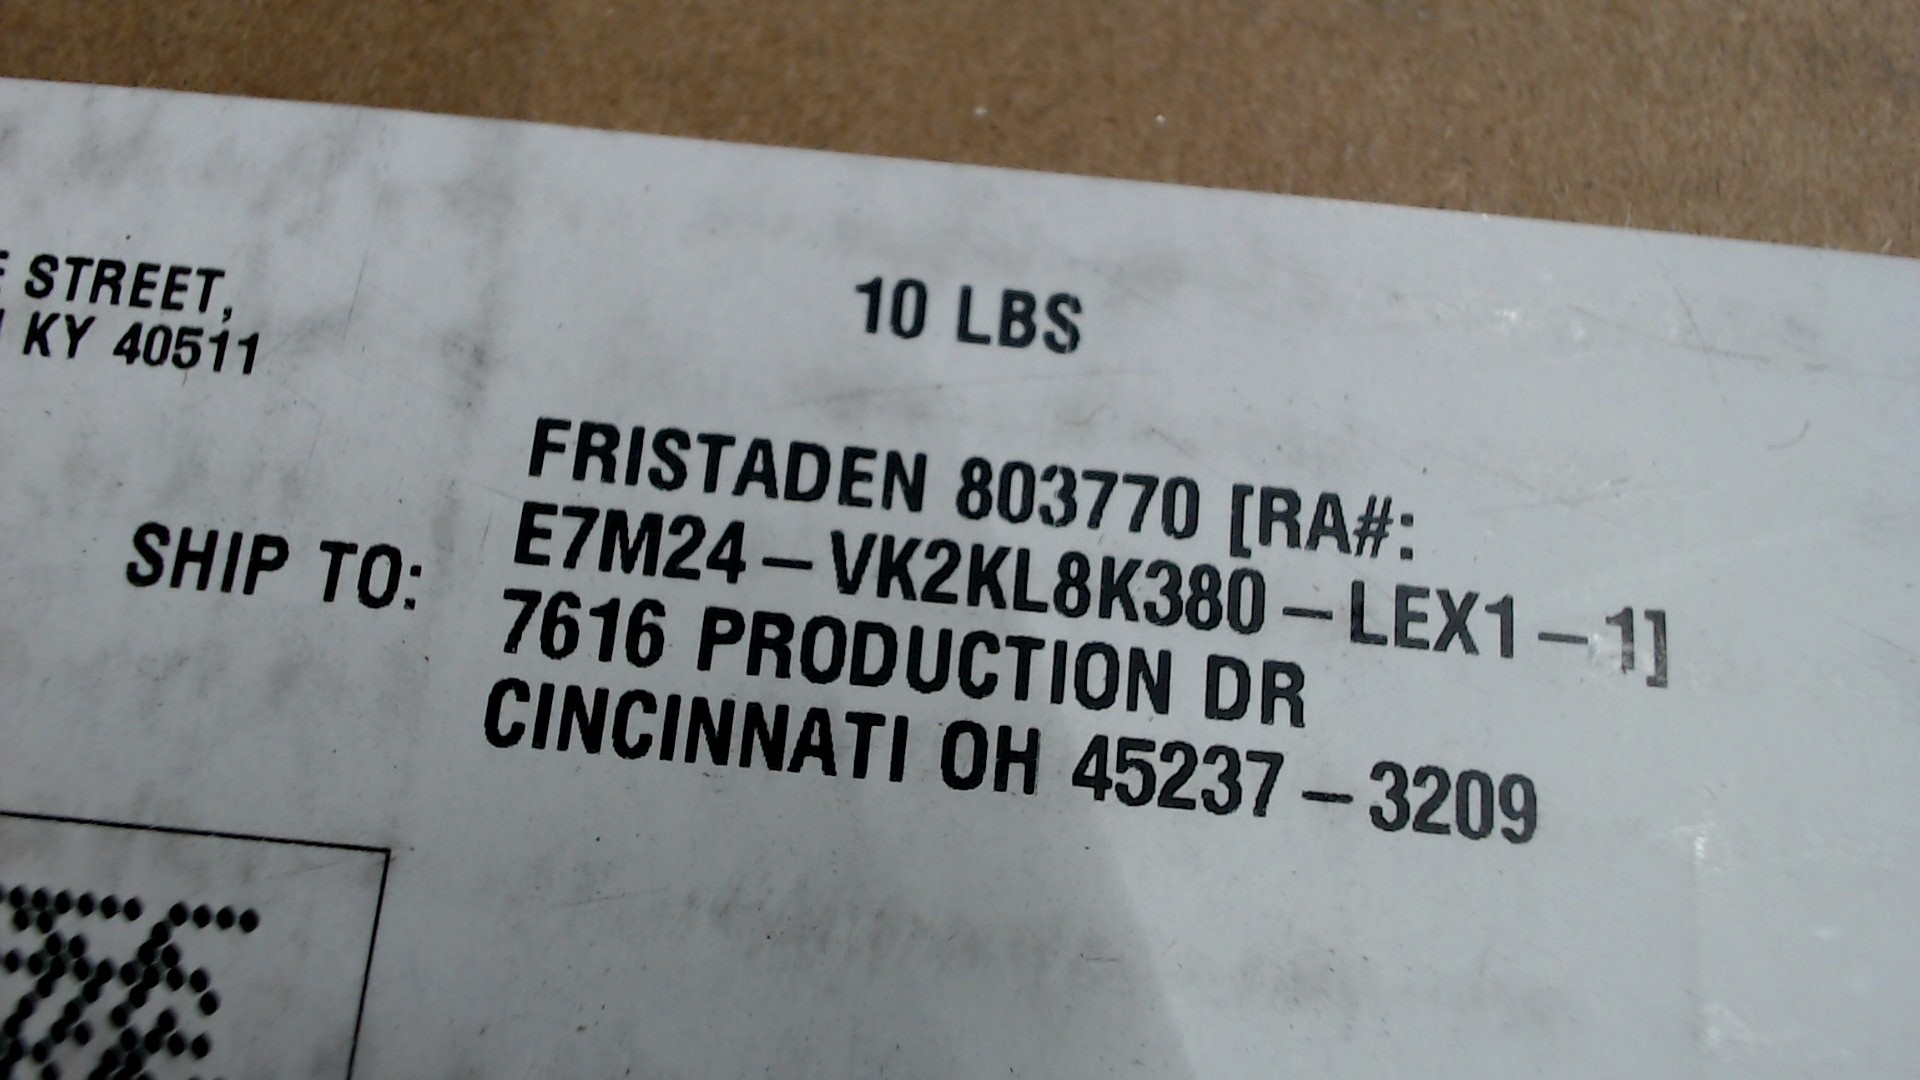 STREET,
KY 40511
10 LBS
SHIP TO:
FRISTADEN 803770 [RA#:
E7M24-VK2KL8K380-LEX1-1]
7616 PRODUCTION DR
CINCINNATI OH 45237-3209